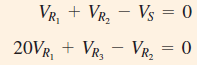 V_{R_1} + V_{R_2} − V_S = 0
20V_{R_1} + V_{R_3} − V_{R_2} = 0